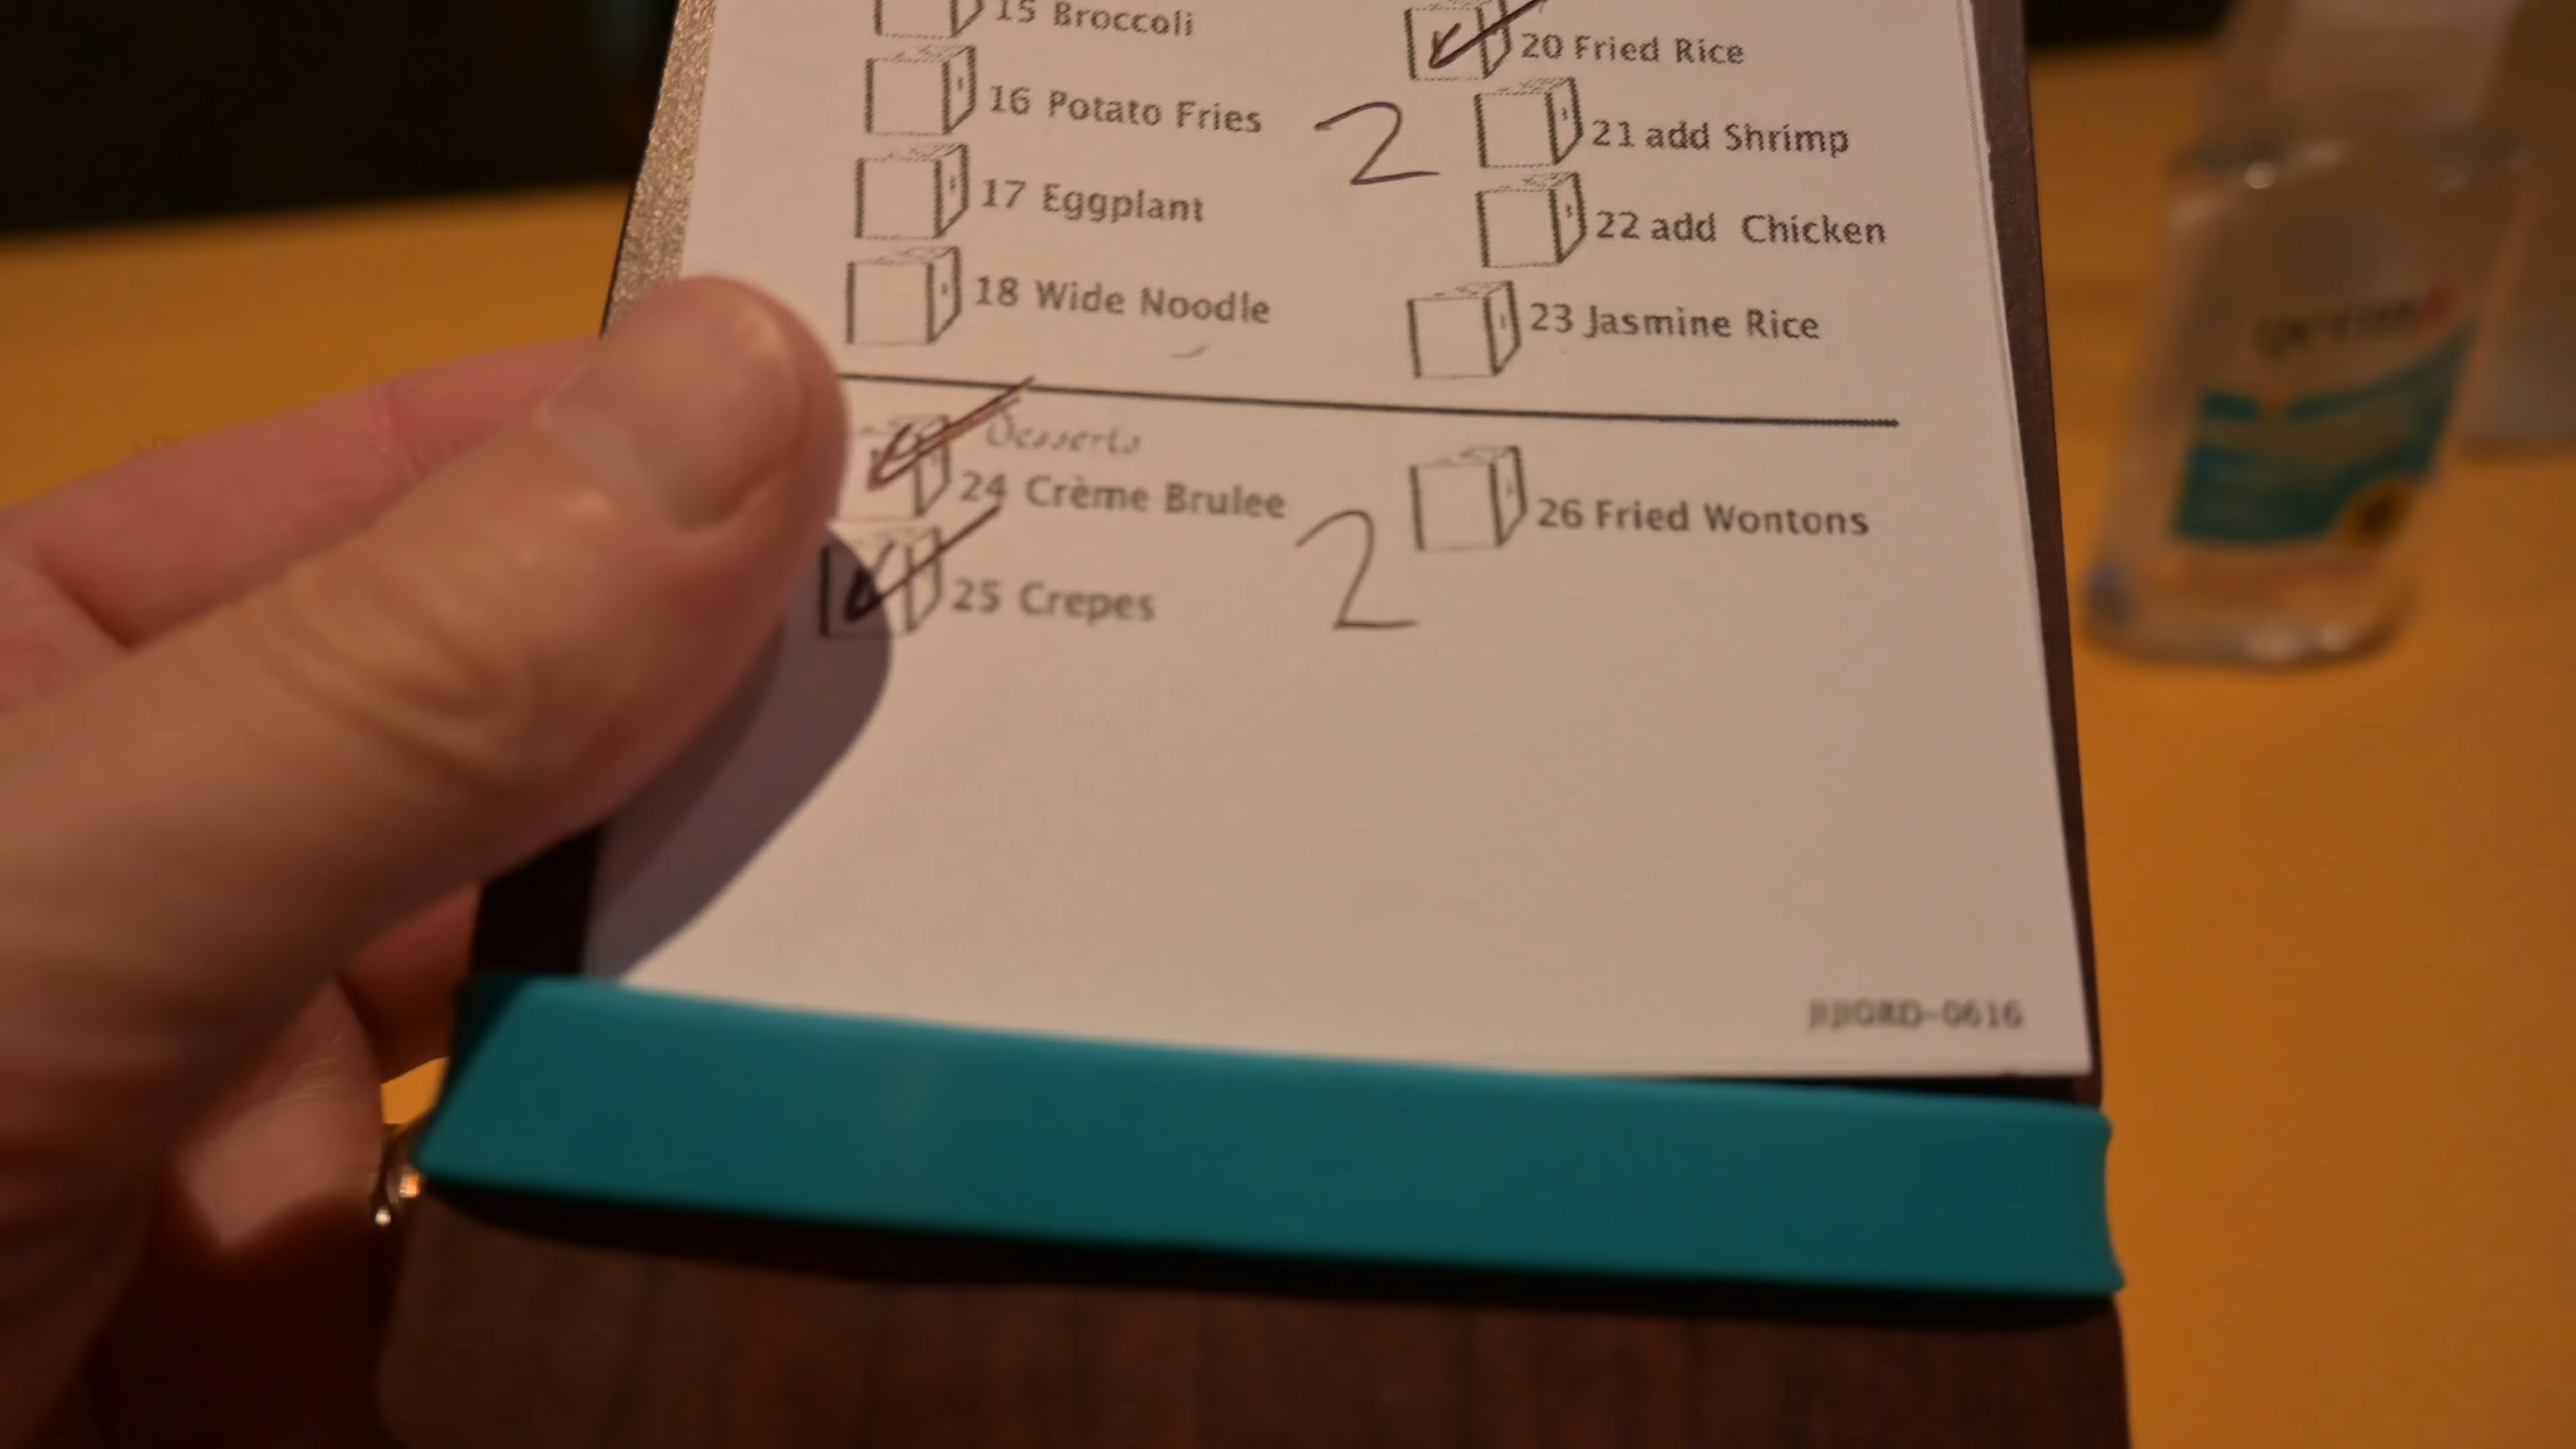 15 Broccoli
16 Potato Fries
17 Eggplant
18 Wide Noodle
20 Fried Rice
2
21 add Shrimp
22 add Chicken
23 Jasmine Rice
Desserts
24 Crème Brulee
25 Crepes
2
26 Fried Wontons